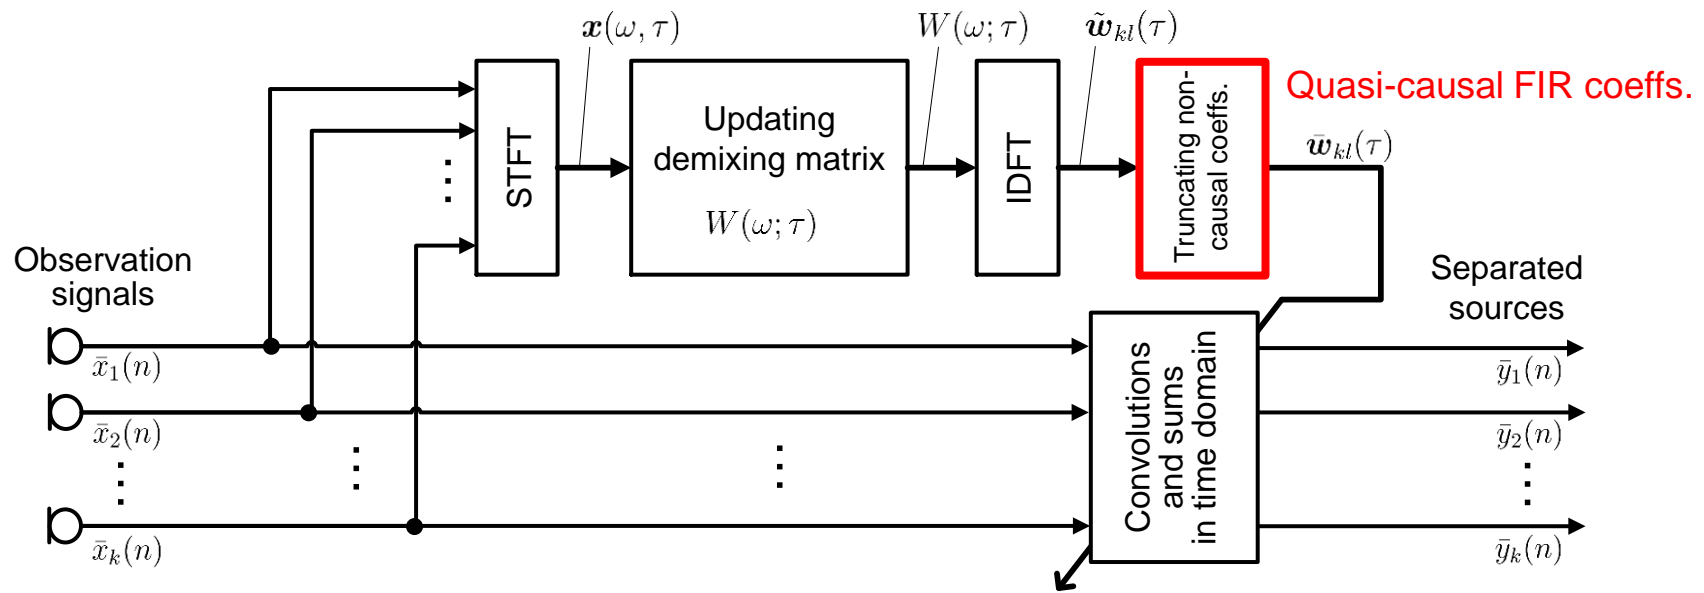 𝒙(ω, τ)
W(ω; τ)
w̃ₖₗ(τ)
STFT
Updating
demixing matrix
W(ω; τ)
IDFT
Truncating non-
causal coeffs.
Quasi-causal FIR coeffs.
w̄ₖₗ(τ)
Observation
signals
Separated
sources
x̄₁(n)
x̄₂(n)
x̄ₖ(n)
Convolutions
and sums
in time domain
ȳ₁(n)
ȳ₂(n)
ȳₖ(n)